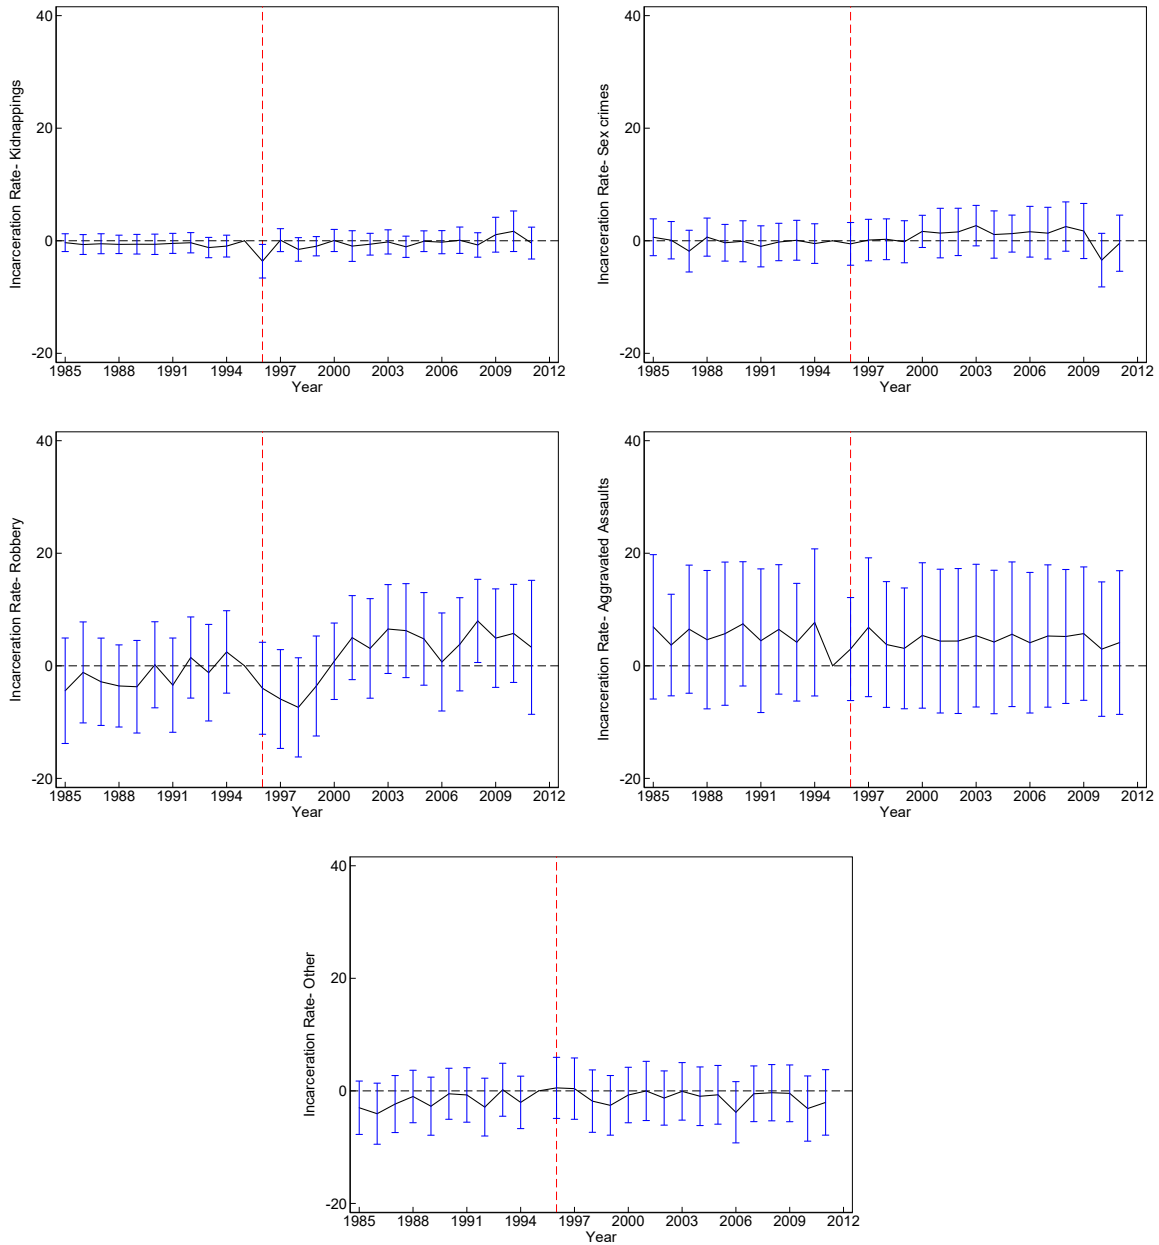 40
20
0
-20
Incarceration Rate- Kidnappings
1985 1988 1991 1994 1997 2000 2003 2006 2009 2012
Year
40
20
0
-20
Incarceration Rate- Sex crimes
1985 1988 1991 1994 1997 2000 2003 2006 2009 2012
Year
40
20
0
-20
Incarceration Rate- Robbery
1985 1988 1991 1994 1997 2000 2003 2006 2009 2012
Year
40
20
0
-20
Incarceration Rate- Aggravated Assaults
1985 1988 1991 1994 1997 2000 2003 2006 2009 2012
Year
40
20
0
-20
Incarceration Rate- Other
1985 1988 1991 1994 1997 2000 2003 2006 2009 2012
Year